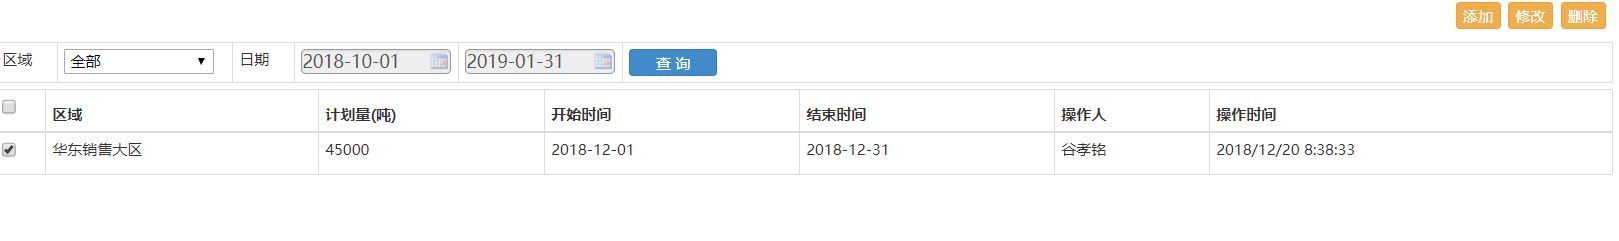 添加 修改 删除
区域 全部 日期 2018-10-01 2019-01-31 查 询
区域 计划量(吨) 开始时间 结束时间 操作人 操作时间
华东销售大区 45000 2018-12-01 2018-12-31 谷孝铭 2018/12/20 8:38:33